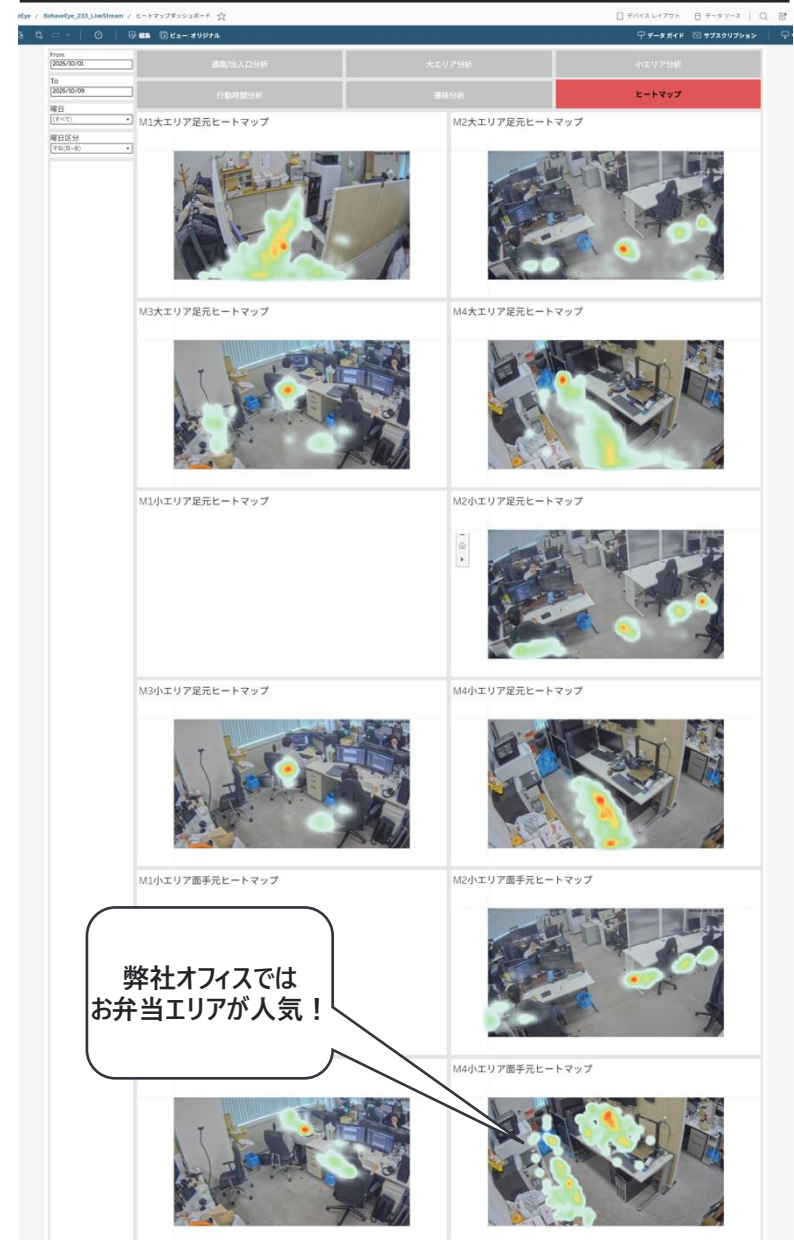 BehaveEye_233_LiveStream / ヒートマップダッシュボード
デバイス レイアウト
データソース
編集
ビュー: オリジナル
データ ガイド
サブスクリプション
From
2025/10/01
To
2025/10/09
曜日
(すべて)
曜日区分
平日(月~金)
通路/出入口分析
大エリア分析
小エリア分析
行動時間分析
遷移分析
ヒートマップ
M1大エリア足元ヒートマップ
M2大エリア足元ヒートマップ
M3大エリア足元ヒートマップ
M4大エリア足元ヒートマップ
M1小エリア足元ヒートマップ
M2小エリア足元ヒートマップ
M3小エリア足元ヒートマップ
M4小エリア足元ヒートマップ
M1小エリア面手元ヒートマップ
M2小エリア面手元ヒートマップ
弊社オフィスでは
お弁当エリアが人気！
M4小エリア面手元ヒートマップ